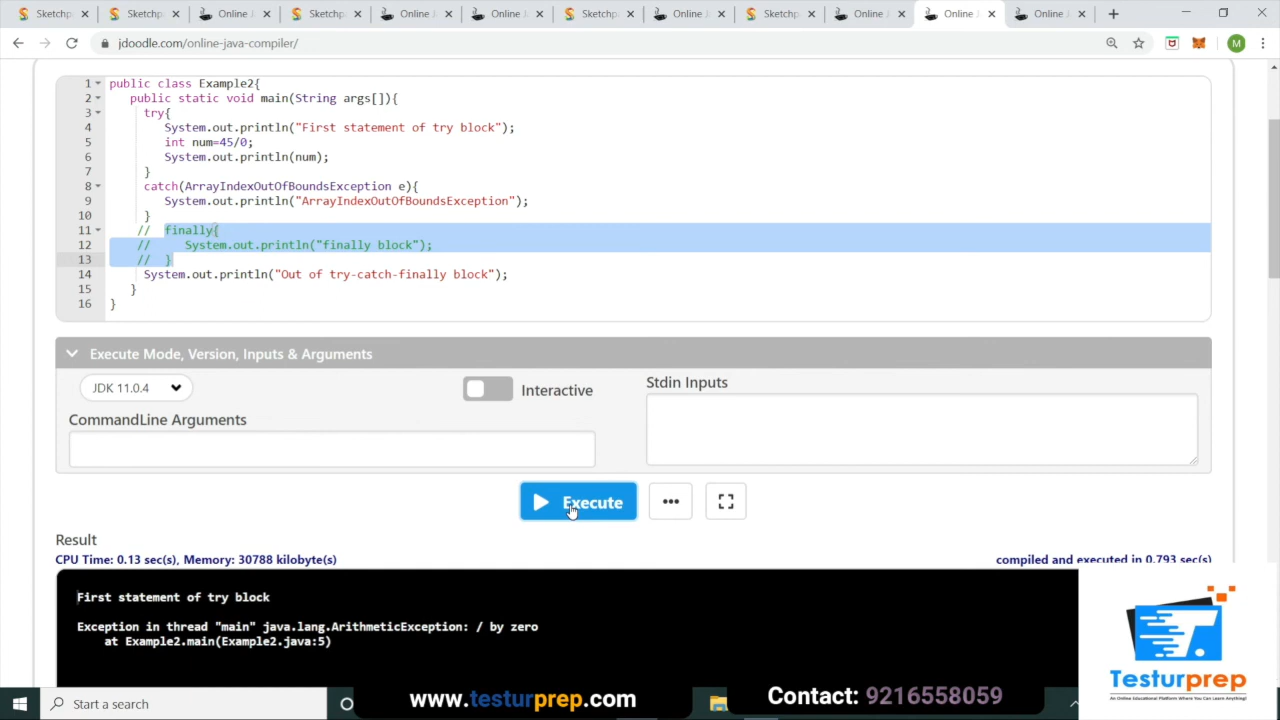 Sketchp
Sketchp
Online J
Sketchp
Online J
Online J
Sketchp
Online J
Sketchp
Online J
Online J
Online J
jdoodle.com/online-java-compiler/
M
1 public class Example2{
2 public static void main(String args[]){
3 try{
4 System.out.println("First statement of try block");
5 int num=45/0;
6 System.out.println(num);
7 }
8 catch(ArrayIndexOutOfBoundsException e){
9 System.out.println("ArrayIndexOutOfBoundsException");
10 }
11 // finally{
12 // System.out.println("finally block");
13 // }
14 System.out.println("Out of try-catch-finally block");
15 }
16 }
Execute Mode, Version, Inputs & Arguments
JDK 11.0.4
Interactive
Stdin Inputs
CommandLine Arguments
Execute
Result
CPU Time: 0.13 sec(s), Memory: 30788 kilobyte(s)
compiled and executed in 0.793 sec(s)
First statement of try block
Exception in thread "main" java.lang.ArithmeticException: / by zero
at Example2.main(Example2.java:5)
Testurprep
An Online Educational Platform Where You Can Learn Anything!
Start a search
www.testurprep.com
Contact: 9216558059